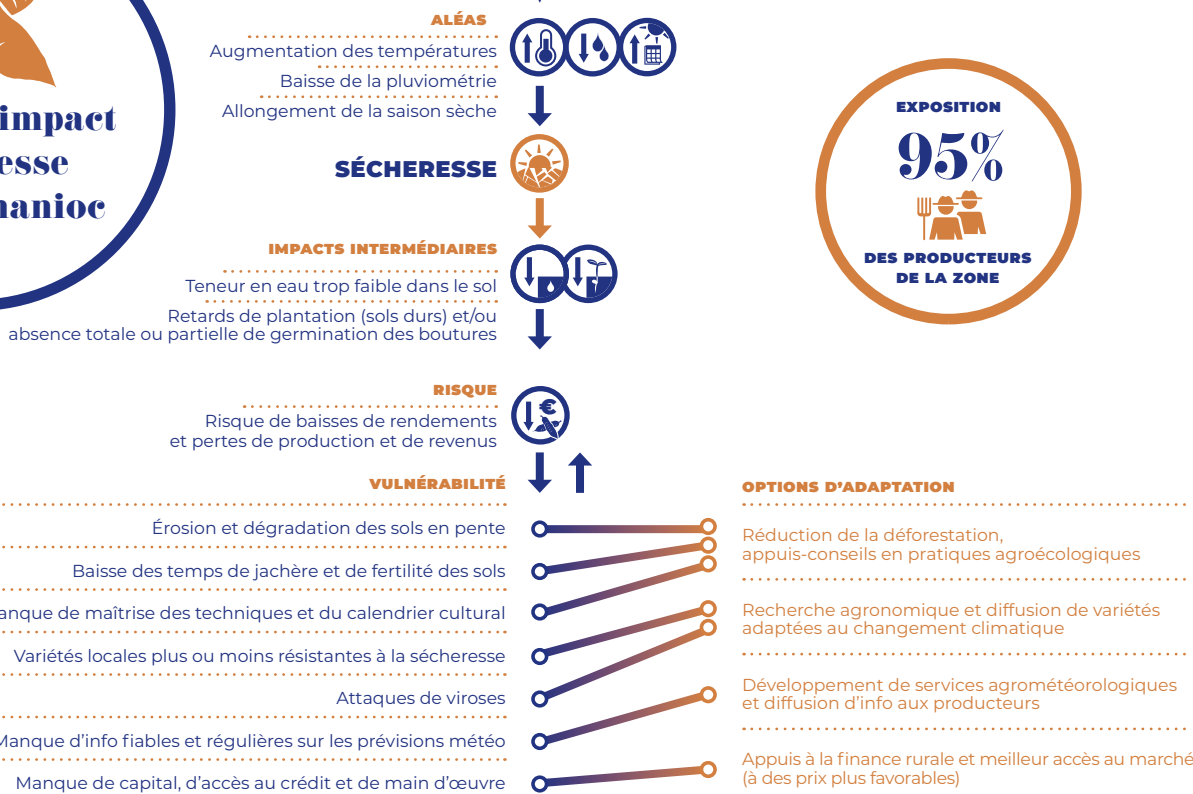 impact
ALÉAS
Augmentation des températures
Baisse de la pluviométrie
Allongement de la saison sèche
SÉCHERESSE
IMPACTS INTERMÉDIAIRES
Teneur en eau trop faible dans le sol
Retards de plantation (sols durs) et/ou
absence totale ou partielle de germination des boutures
RISQUE
Risque de baisses de rendements
et pertes de production et de revenus
EXPOSITION
95%
DES PRODUCTEURS
DE LA ZONE
VULNÉRABILITÉ
Érosion et dégradation des sols en pente
Baisse des temps de jachère et de fertilité des sols
de maîtrise des techniques et du calendrier cultural
Variétés locales plus ou moins résistantes à la sécheresse
Attaques de viroses
Manque d'info fiables et régulières sur les prévisions météo
Manque de capital, d'accès au crédit et de main d'œuvre
OPTIONS D'ADAPTATION
Réduction de la déforestation,
appuis-conseils en pratiques agroécologiques
Recherche agronomique et diffusion de variétés
adaptées au changement climatique
Développement de services agrométéorologiques
et diffusion d'info aux producteurs
Appuis à la finance rurale et meilleur accès au marché
(à des prix plus favorables)